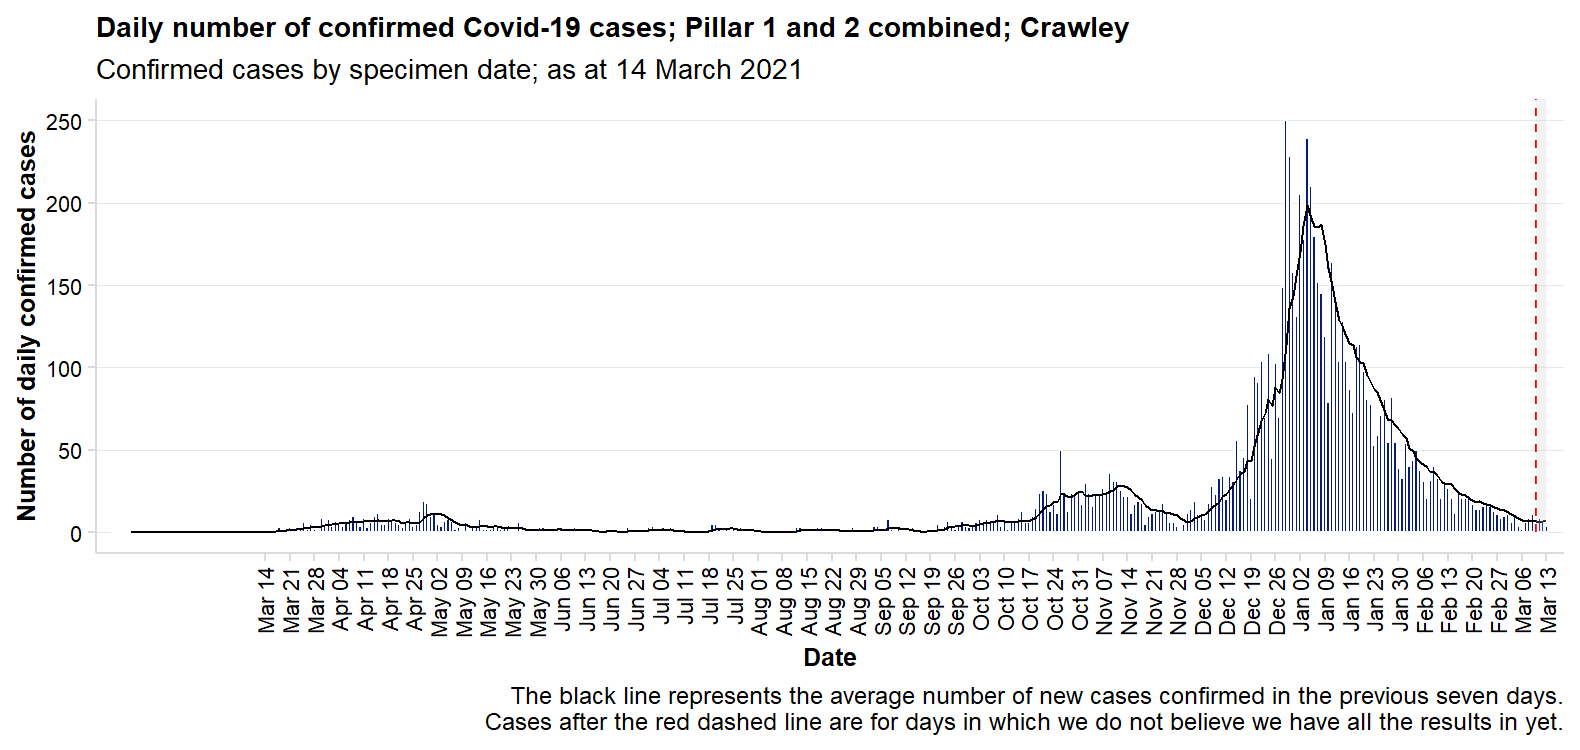 Daily number of confirmed Covid-19 cases; Pillar 1 and 2 combined; Crawley
Confirmed cases by specimen date; as at 14 March 2021
Number of daily confirmed cases
250
200
150
100
50
0
Mar 14
Mar 21
Mar 28
Apr 04
Apr 11
Apr 18
Apr 25
May 02
May 09
May 16
May 23
May 30
Jun 06
Jun 13
Jun 20
Jun 27
Jul 04
Jul 11
Jul 18
Jul 25
Aug 01
Aug 08
Aug 15
Aug 22
Aug 29
Sep 05
Sep 12
Sep 19
Sep 26
Oct 03
Oct 10
Oct 17
Oct 24
Oct 31
Nov 07
Nov 14
Nov 21
Nov 28
Dec 05
Dec 12
Dec 19
Dec 26
Jan 02
Jan 09
Jan 16
Jan 23
Jan 30
Feb 06
Feb 13
Feb 20
Feb 27
Mar 06
Mar 13
Date
The black line represents the average number of new cases confirmed in the previous seven days.
Cases after the red dashed line are for days in which we do not believe we have all the results in yet.